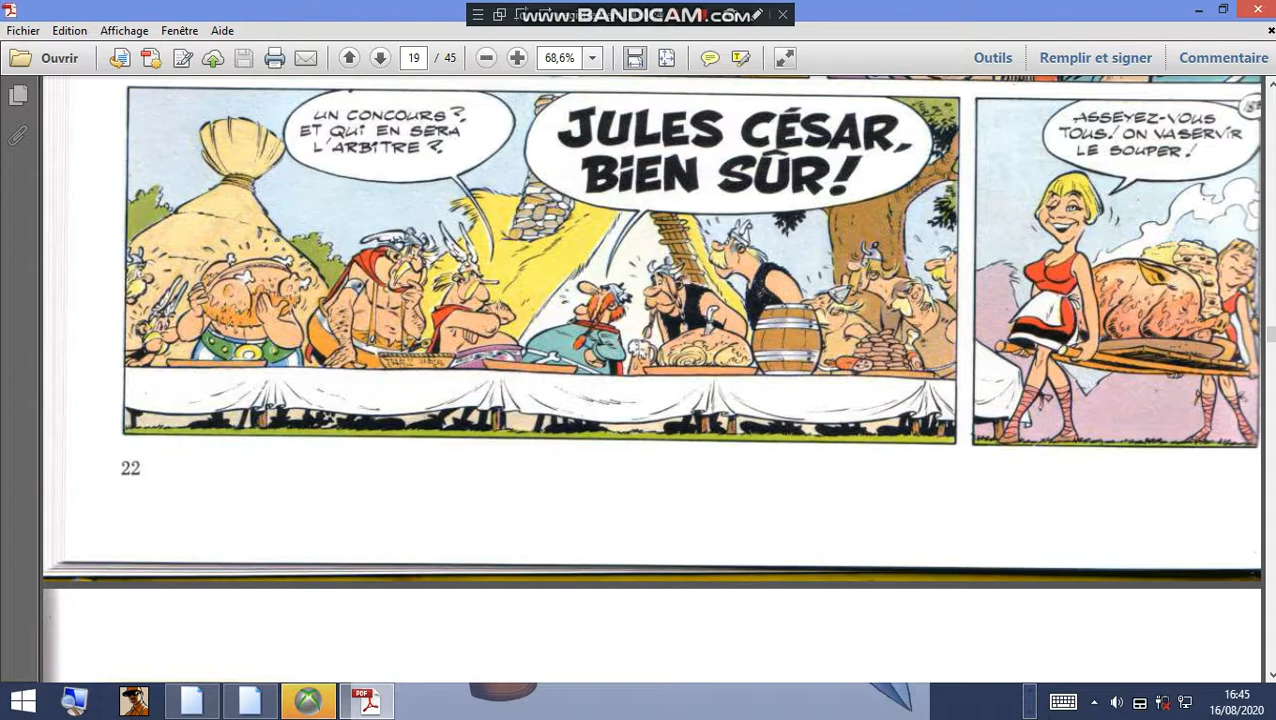 www.BANDICAM.com
Fichier Edition Affichage Fenêtre Aide
Ouvrir 19 / 45 68,6% Outils Remplir et signer Commentaire
UN CONCOURS?,
ET QUI EN SERA
L'ARBITRE?
JULES CÉSAR,
BIEN SÛR!
ASSEYEZ-VOUS
TOUS! ON VA SERVIR
LE SOUPER!
22
PDF
16:45
16/08/2020